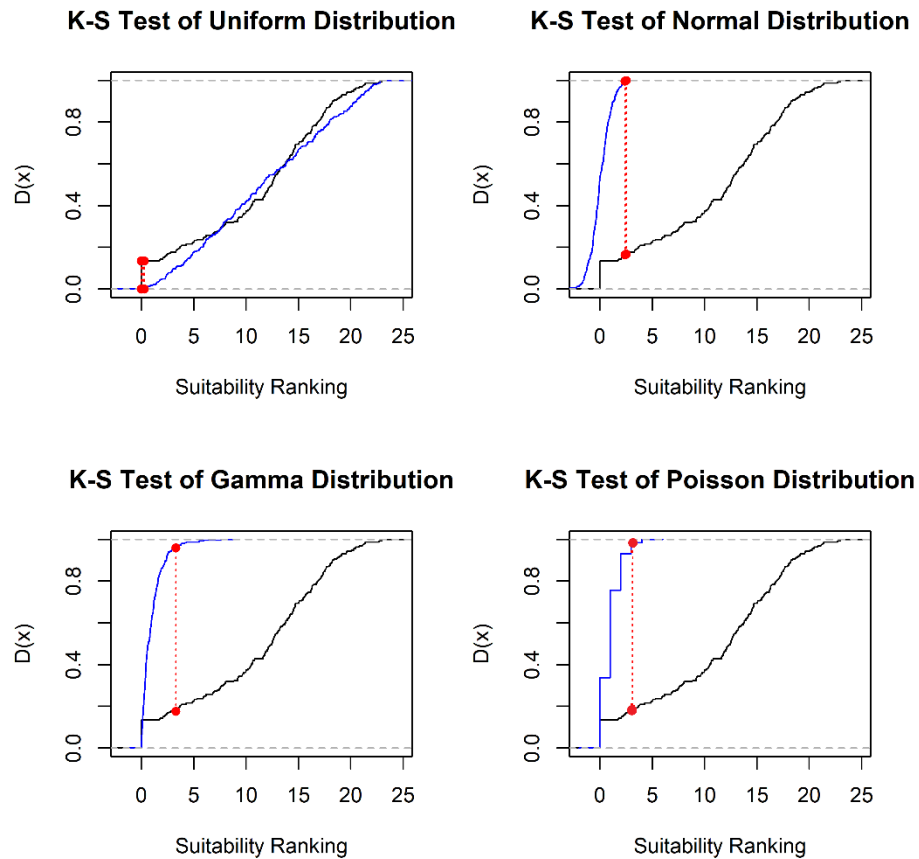 K-S Test of Uniform Distribution
D(x)
0.0 0.4 0.8
0 5 10 15 20 25
Suitability Ranking
K-S Test of Normal Distribution
D(x)
0.0 0.4 0.8
0 5 10 15 20 25
Suitability Ranking
K-S Test of Gamma Distribution
D(x)
0.0 0.4 0.8
0 5 10 15 20 25
Suitability Ranking
K-S Test of Poisson Distribution
D(x)
0.0 0.4 0.8
0 5 10 15 20 25
Suitability Ranking